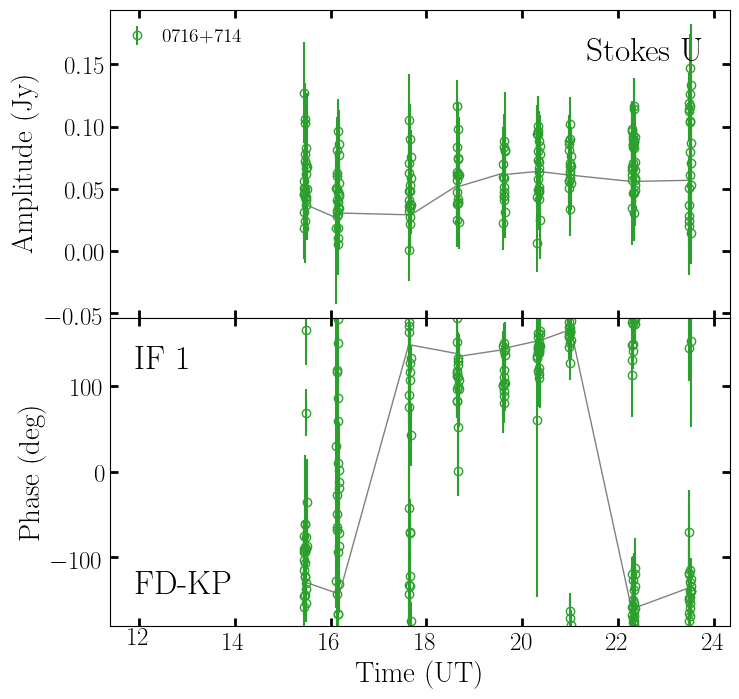 0716+714
Stokes U
0.15
0.10
0.05
0.00
−0.05
Amplitude (Jy)
IF 1
100
0
−100
Phase (deg)
FD-KP
12 14 16 18 20 22 24
Time (UT)